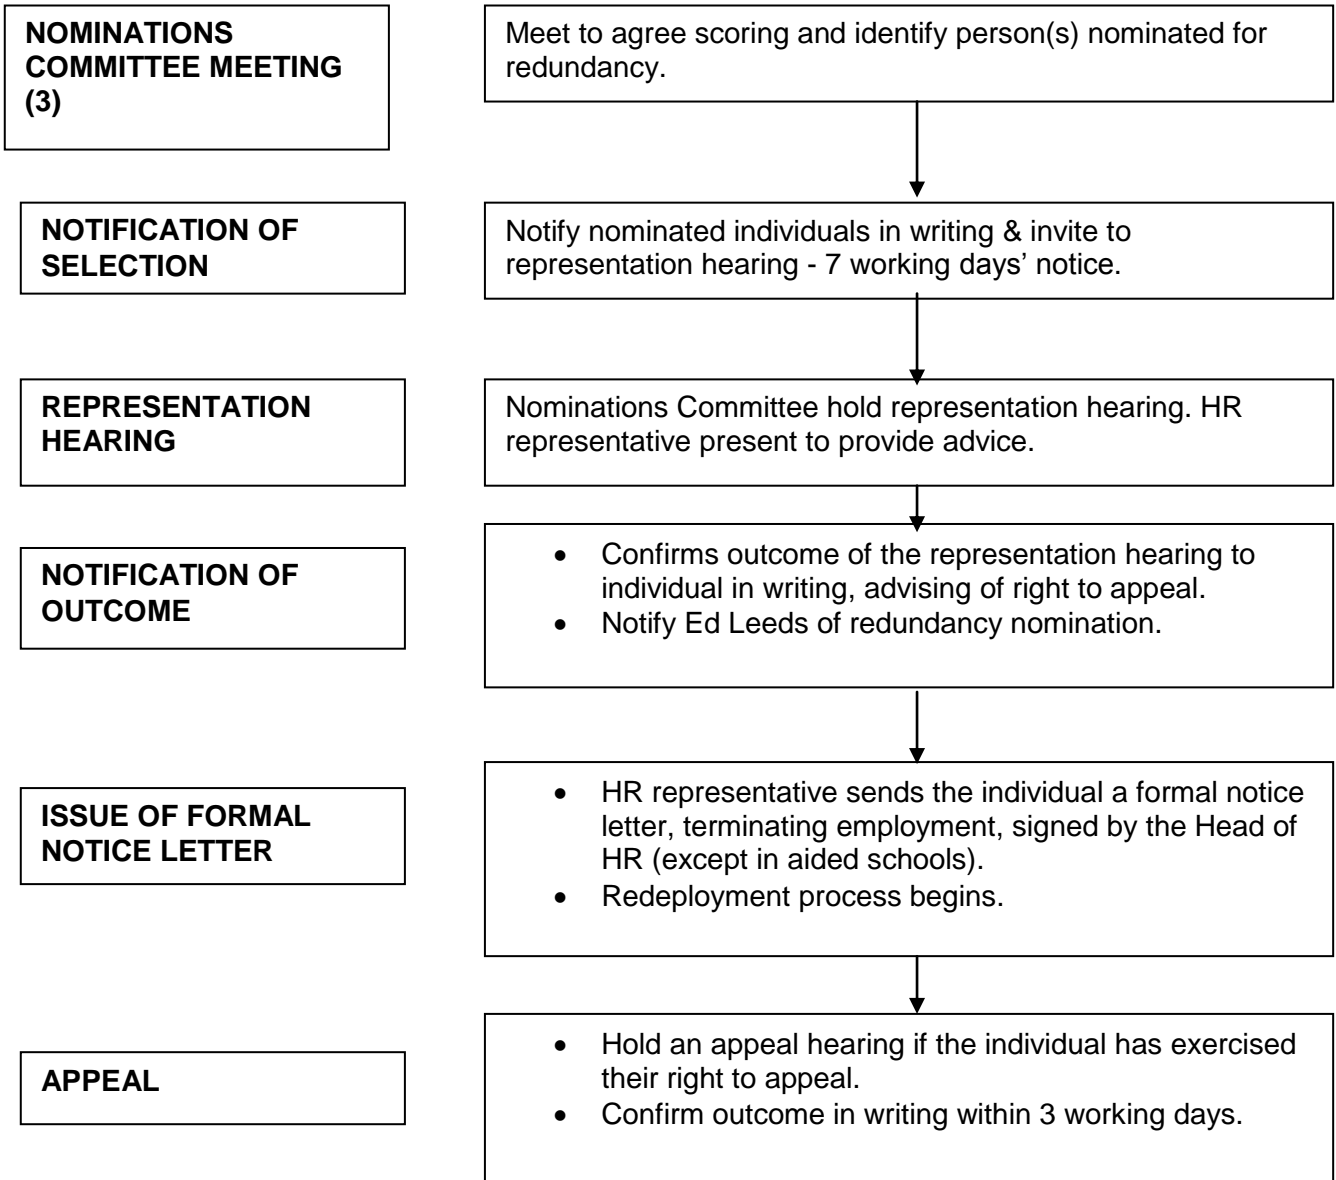 NOMINATIONS
COMMITTEE MEETING
(3)
Meet to agree scoring and identify person(s) nominated for
redundancy.
NOTIFICATION OF
SELECTION
Notify nominated individuals in writing & invite to
representation hearing - 7 working days’ notice.
REPRESENTATION
HEARING
Nominations Committee hold representation hearing. HR
representative present to provide advice.
NOTIFICATION OF
OUTCOME
• Confirms outcome of the representation hearing to
individual in writing, advising of right to appeal.
• Notify Ed Leeds of redundancy nomination.
ISSUE OF FORMAL
NOTICE LETTER
• HR representative sends the individual a formal notice
letter, terminating employment, signed by the Head of
HR (except in aided schools).
• Redeployment process begins.
APPEAL
• Hold an appeal hearing if the individual has exercised
their right to appeal.
• Confirm outcome in writing within 3 working days.